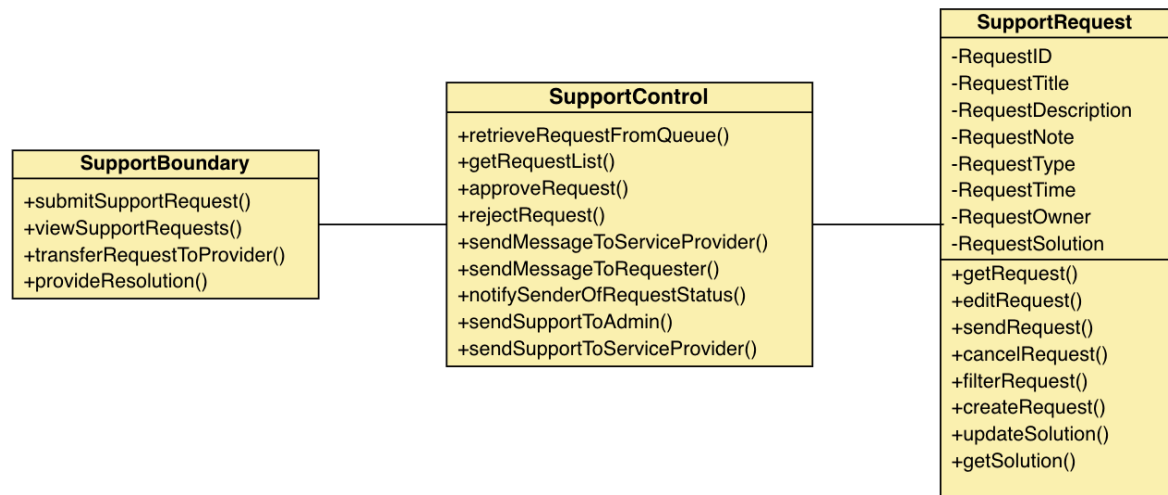 SupportBoundary
+submitSupportRequest()
+viewSupportRequests()
+transferRequestToProvider()
+provideResolution()
SupportControl
+retrieveRequestFromQueue()
+getRequestList()
+approveRequest()
+rejectRequest()
+sendMessageToServiceProvider()
+sendMessageToRequester()
+notifySenderOfRequestStatus()
+sendSupportToAdmin()
+sendSupportToServiceProvider()
SupportRequest
-RequestID
-RequestTitle
-RequestDescription
-RequestNote
-RequestType
-RequestTime
-RequestOwner
-RequestSolution
+getRequest()
+editRequest()
+sendRequest()
+cancelRequest()
+filterRequest()
+createRequest()
+updateSolution()
+getSolution()